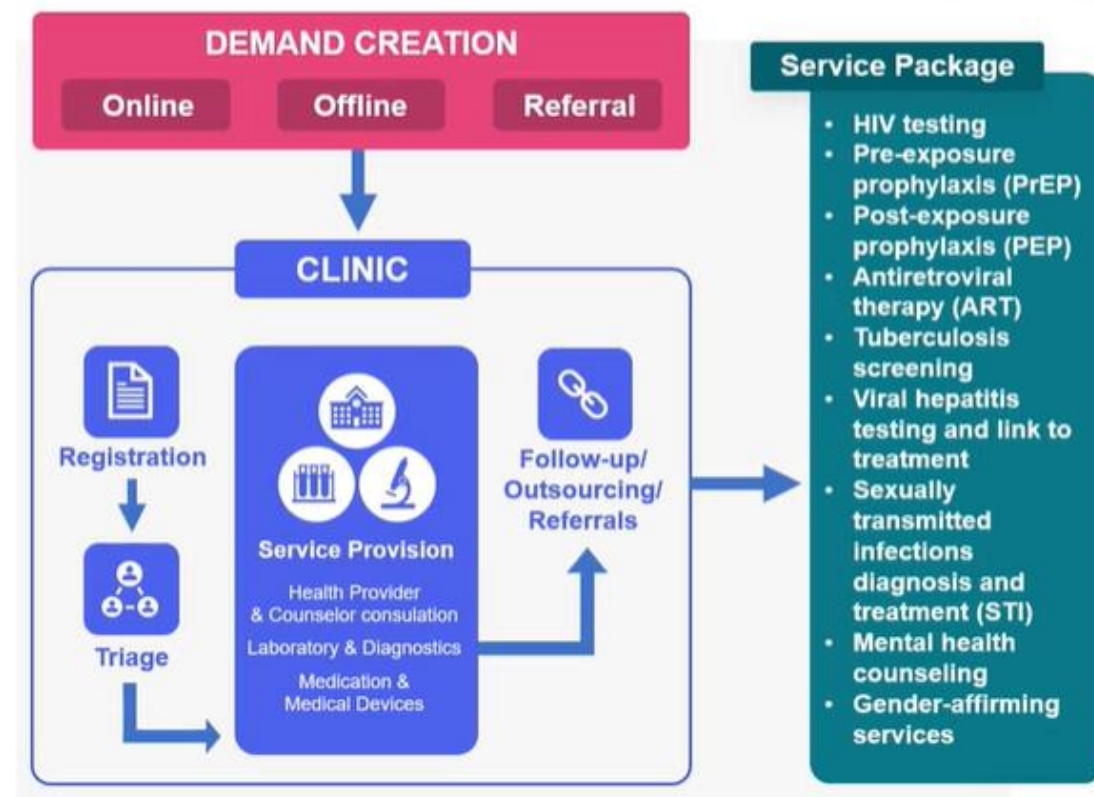 DEMAND CREATION
Online
Offline
Referral
CLINIC
Registration
Triage
Service Provision
Health Provider
& Counselor consulation
Laboratory & Diagnostics
Medication &
Medical Devices
Follow-up/
Outsourcing/
Referrals
Service Package
• HIV testing
• Pre-exposure
prophylaxis (PrEP)
• Post-exposure
prophylaxis (PEP)
• Antiretroviral
therapy (ART)
• Tuberculosis
screening
• Viral hepatitis
testing and link to
treatment
• Sexually
transmitted
infections
diagnosis and
treatment (STI)
• Mental health
counseling
• Gender-affirming
services